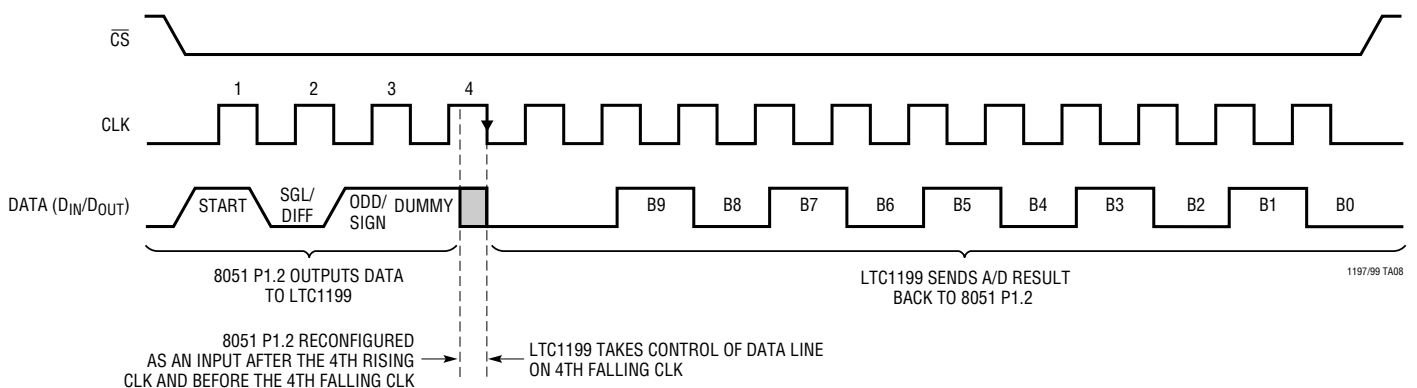 CS
1 2 3 4
CLK
DATA (DIN/DOUT)
START
SGL/
DIFF
ODD/
SIGN
DUMMY
B9 B8 B7 B6 B5 B4 B3 B2 B1 B0
8051 P1.2 OUTPUTS DATA
TO LTC1199
LTC1199 SENDS A/D RESULT
BACK TO 8051 P1.2
1197/99 TA08
8051 P1.2 RECONFIGURED
AS AN INPUT AFTER THE 4TH RISING
CLK AND BEFORE THE 4TH FALLING CLK
LTC1199 TAKES CONTROL OF DATA LINE
ON 4TH FALLING CLK